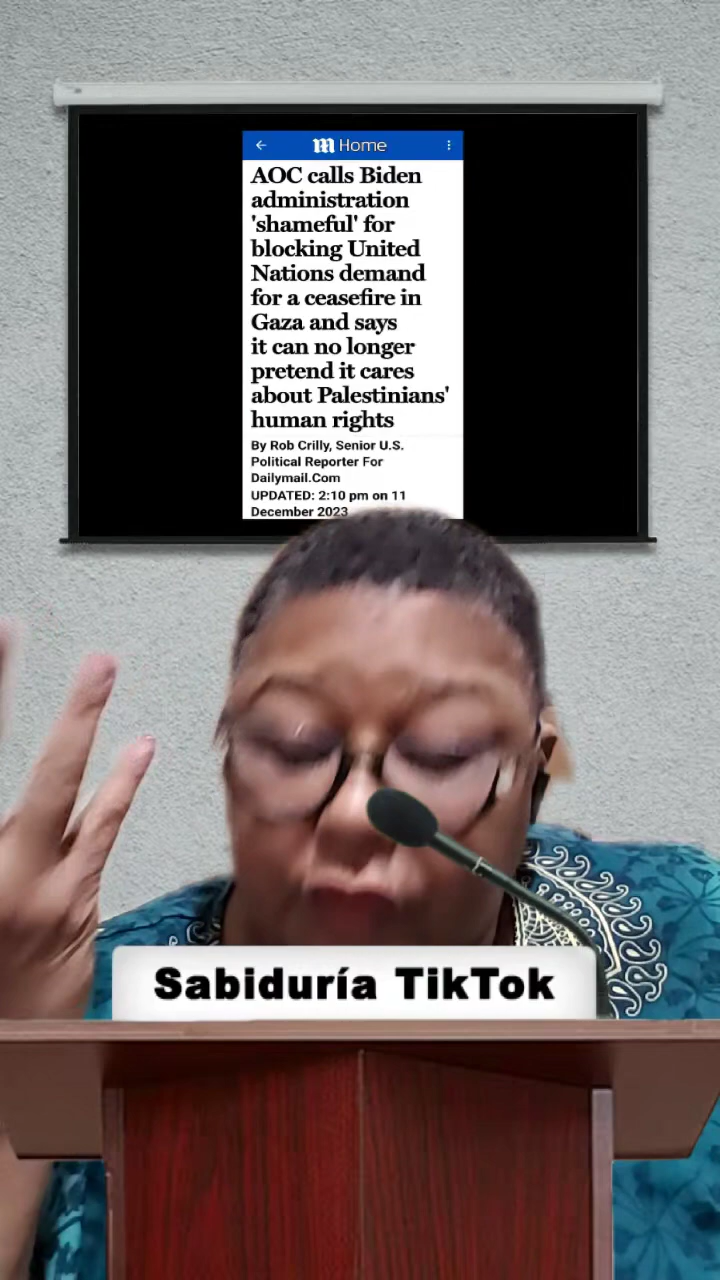 Home
AOC calls Biden
administration
'shameful' for
blocking United
Nations demand
for a ceasefire in
Gaza and says
it can no longer
pretend it cares
about Palestinians'
human rights
By Rob Crilly, Senior U.S.
Political Reporter For
Dailymail.Com
UPDATED: 2:10 pm on 11
December 2023
Sabiduría TikTok